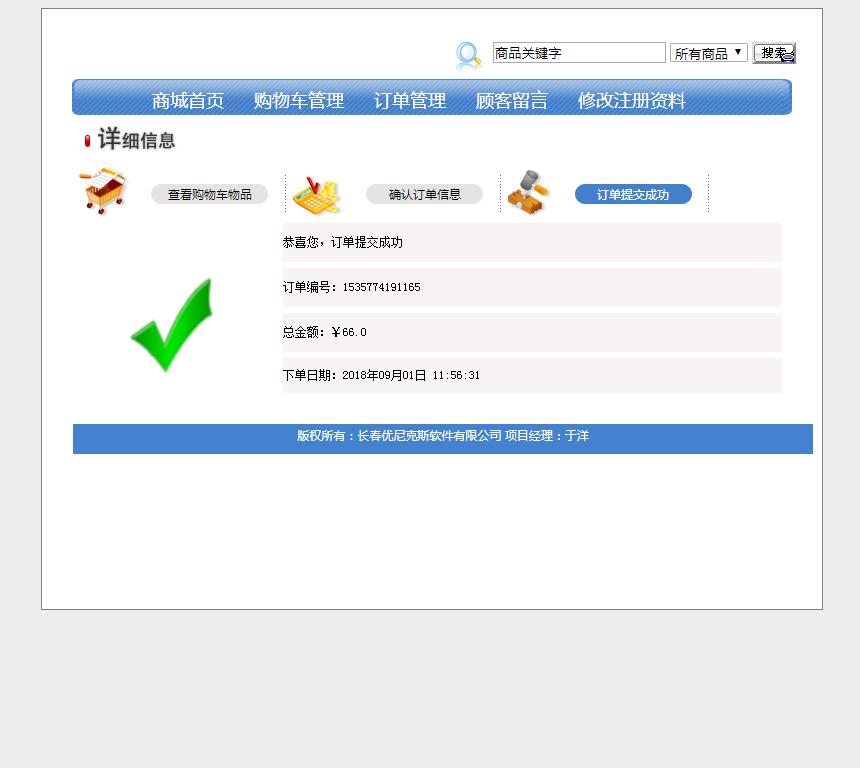 商品关键字 所有商品 搜索
商城首页 购物车管理 订单管理 顾客留言 修改注册资料
详细信息
查看购物车物品 确认订单信息 订单提交成功
恭喜您，订单提交成功
订单编号：1535774191165
总金额：￥66.0
下单日期：2018年09月01日 11:56:31
版权所有：长春优尼克斯软件有限公司 项目经理：于洋